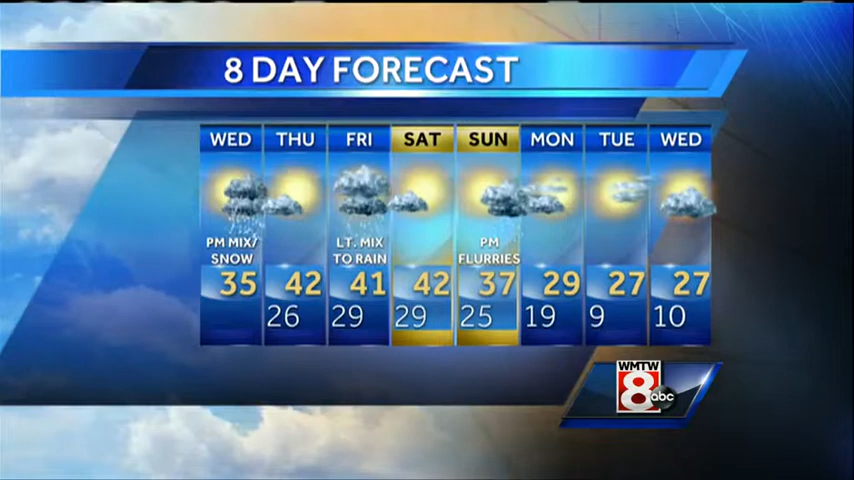 8 DAY FORECAST
WED THU FRI SAT SUN MON TUE WED
PM MIX/ LT. MIX PM
SNOW TO RAIN FLURRIES
35 42 41 42 37 29 27 27
26 29 29 25 19 9 10
WMTW
8 abc